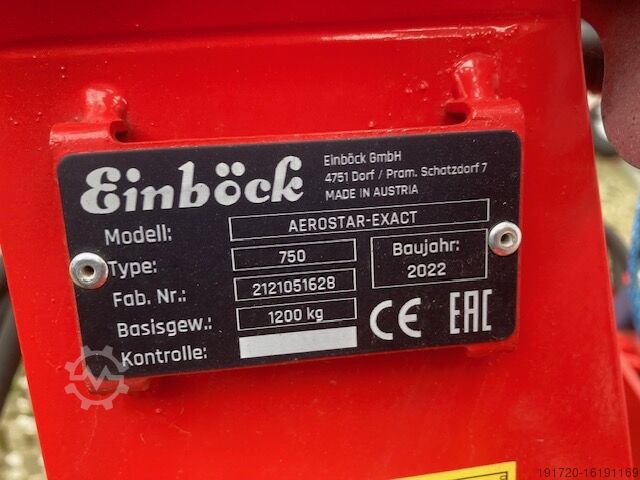 Einböck
Einböck GmbH
4751 Dorf / Pram. Schatzdorf 7
MADE IN AUSTRIA
Modell: AEROSTAR-EXACT
Type: 750
Baujahr: 2022
Fab. Nr.: 2121051628
Basisgew.: 1200 kg
Kontrolle:
CE EAC
191720-16191169